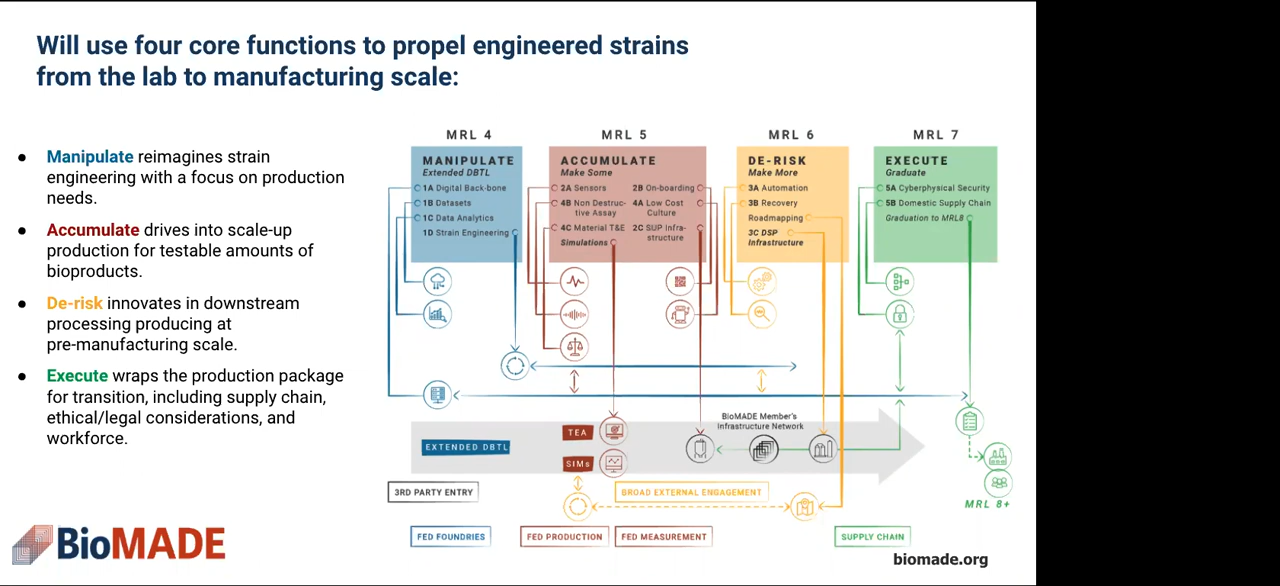 Will use four core functions to propel engineered strains
from the lab to manufacturing scale:
● Manipulate reimagines strain
engineering with a focus on production
needs.
● Accumulate drives into scale-up
production for testable amounts of
bioproducts.
● De-risk innovates in downstream
processing producing at
pre-manufacturing scale.
● Execute wraps the production package
for transition, including supply chain,
ethical/legal considerations, and
workforce.
MRL 4
MANIPULATE
Extended DBTL
1A Digital Back-bone
1B Datasets
1C Data Analytics
1D Strain Engineering
MRL 5
ACCUMULATE
Make Some
2A Sensors
4B Non Destruc-
tive Assay
4C Material T&E
Simulations
2B On-boarding
4A Low Cost
Culture
2C SUP Infra-
structure
MRL 6
DE-RISK
Make More
3A Automation
3B Recovery
Roadmapping
3C DSP
Infrastructure
MRL 7
EXECUTE
Graduate
5A Cyberphysical Security
5B Domestic Supply Chain
Graduation to MRL8
BioMADE Member's
Infrastructure Network
EXTENDED DBTL
TEA
SIMs
3RD PARTY ENTRY
BROAD EXTERNAL ENGAGEMENT
MRL 8+
FED FOUNDRIES
FED PRODUCTION
FED MEASUREMENT
SUPPLY CHAIN
BioMADE
biomade.org